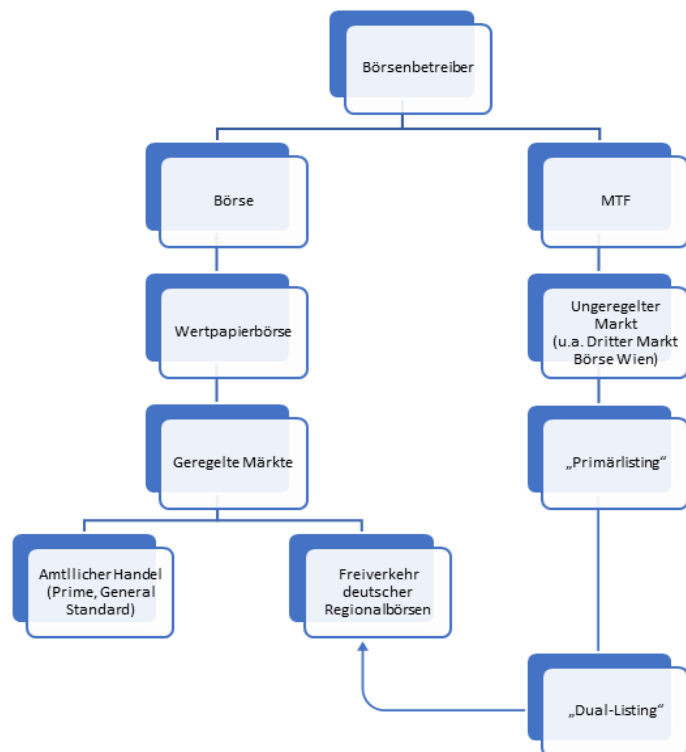 Börsenbetreiber
Börse
MTF
Wertpapierbörse
Ungeregelter
Markt
(u.a. Dritter Markt
Börse Wien)
Geregelte Märkte
„Primärlisting“
Amtllicher Handel
(Prime, General
Standard)
Freiverkehr
deutscher
Regionalbörsen
„Dual-Listing“